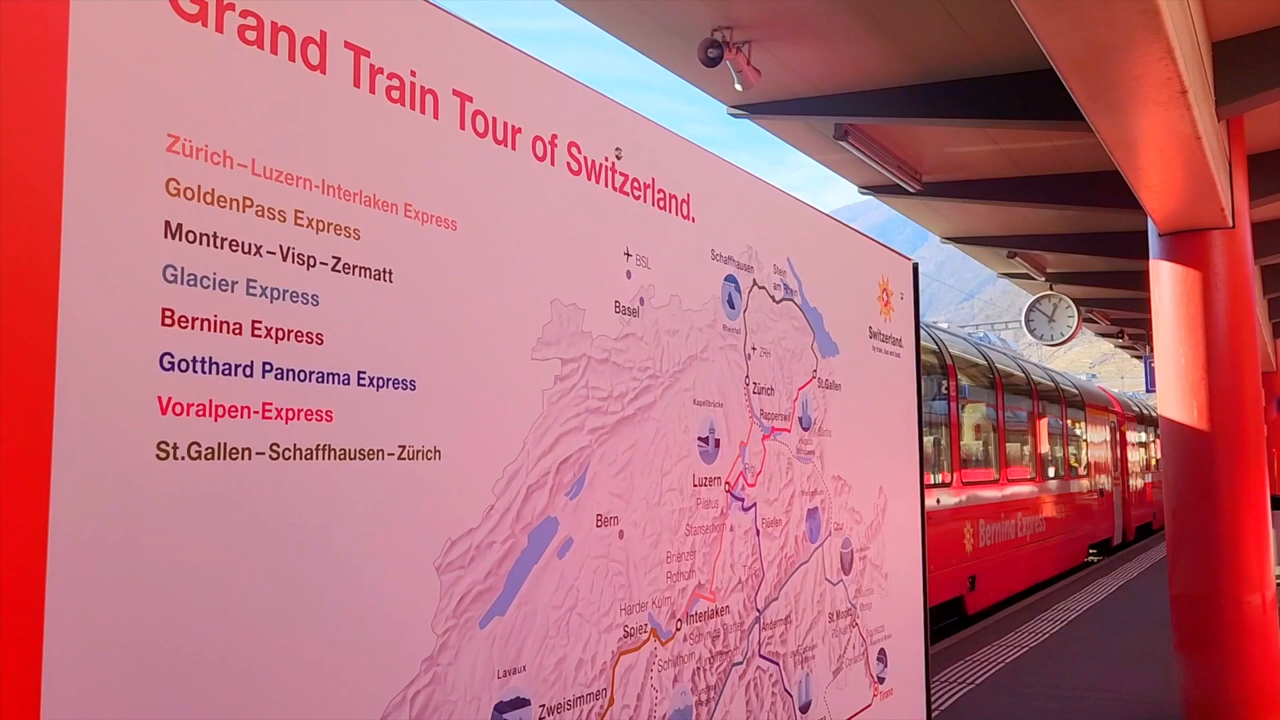 Grand Train Tour of Switzerland.
Zürich–Luzern-Interlaken Express
GoldenPass Express
Montreux–Visp–Zermatt
Glacier Express
Bernina Express
Gotthard Panorama Express
Voralpen-Express
St.Gallen–Schaffhausen–Zürich
BSL
Basel
Schaffhausen
Stein
am Rhein
Rheinfall
ZRH
Zürich
St.Gallen
Rapperswil
Kapellbrücke
Luzern
Rigi
Pilatus
Stanserhorn
Flüelen
Bern
Brienzer
Rothorn
Chur
Harder Kulm
Interlaken
Spiez
Schynige Platte
Schilthorn
Andermatt
St. Moritz
Lavaux
Zweisimmen
Tirano
Switzerland.
Bernina Express